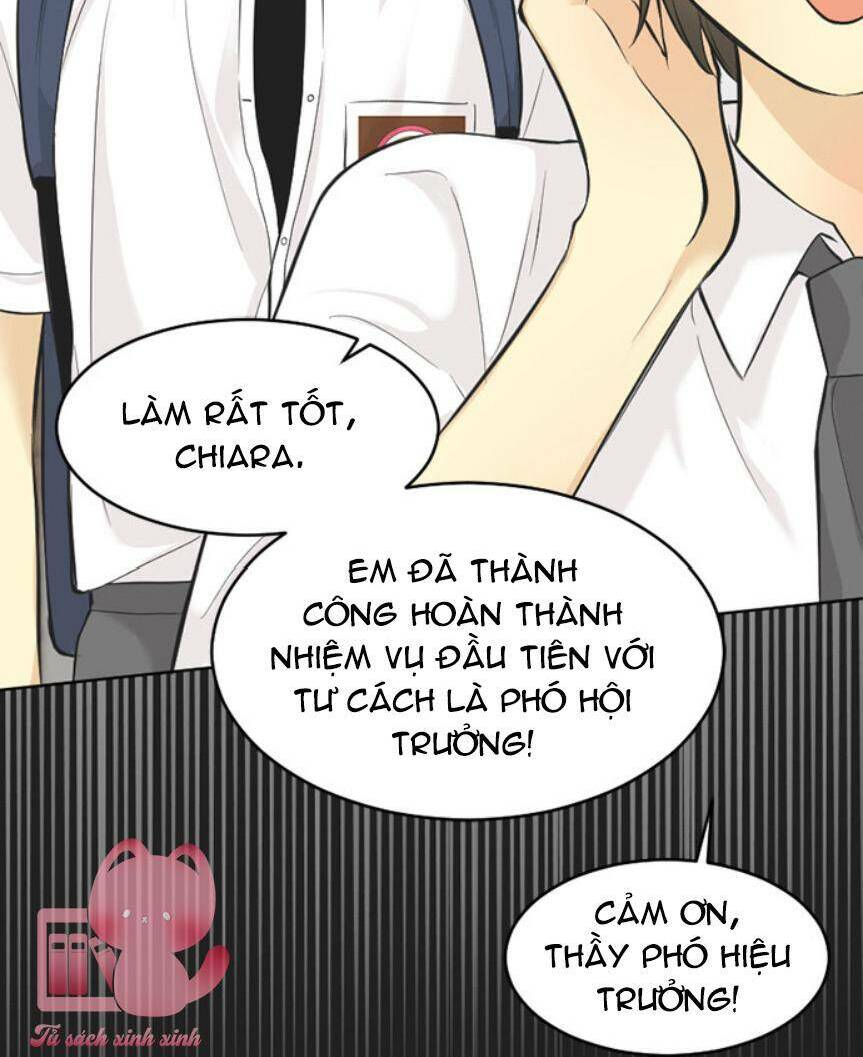 LÀM RẤT TỐT,
CHIARA.
EM ĐÃ THÀNH
CÔNG HOÀN THÀNH
NHIỆM VỤ ĐẦU TIÊN VỚI
TƯ CÁCH LÀ PHÓ HỘI
TRƯỞNG!
CẢM ƠN,
THẦY PHÓ HIỆU
TRƯỞNG!
Tủ sách xinh xinh